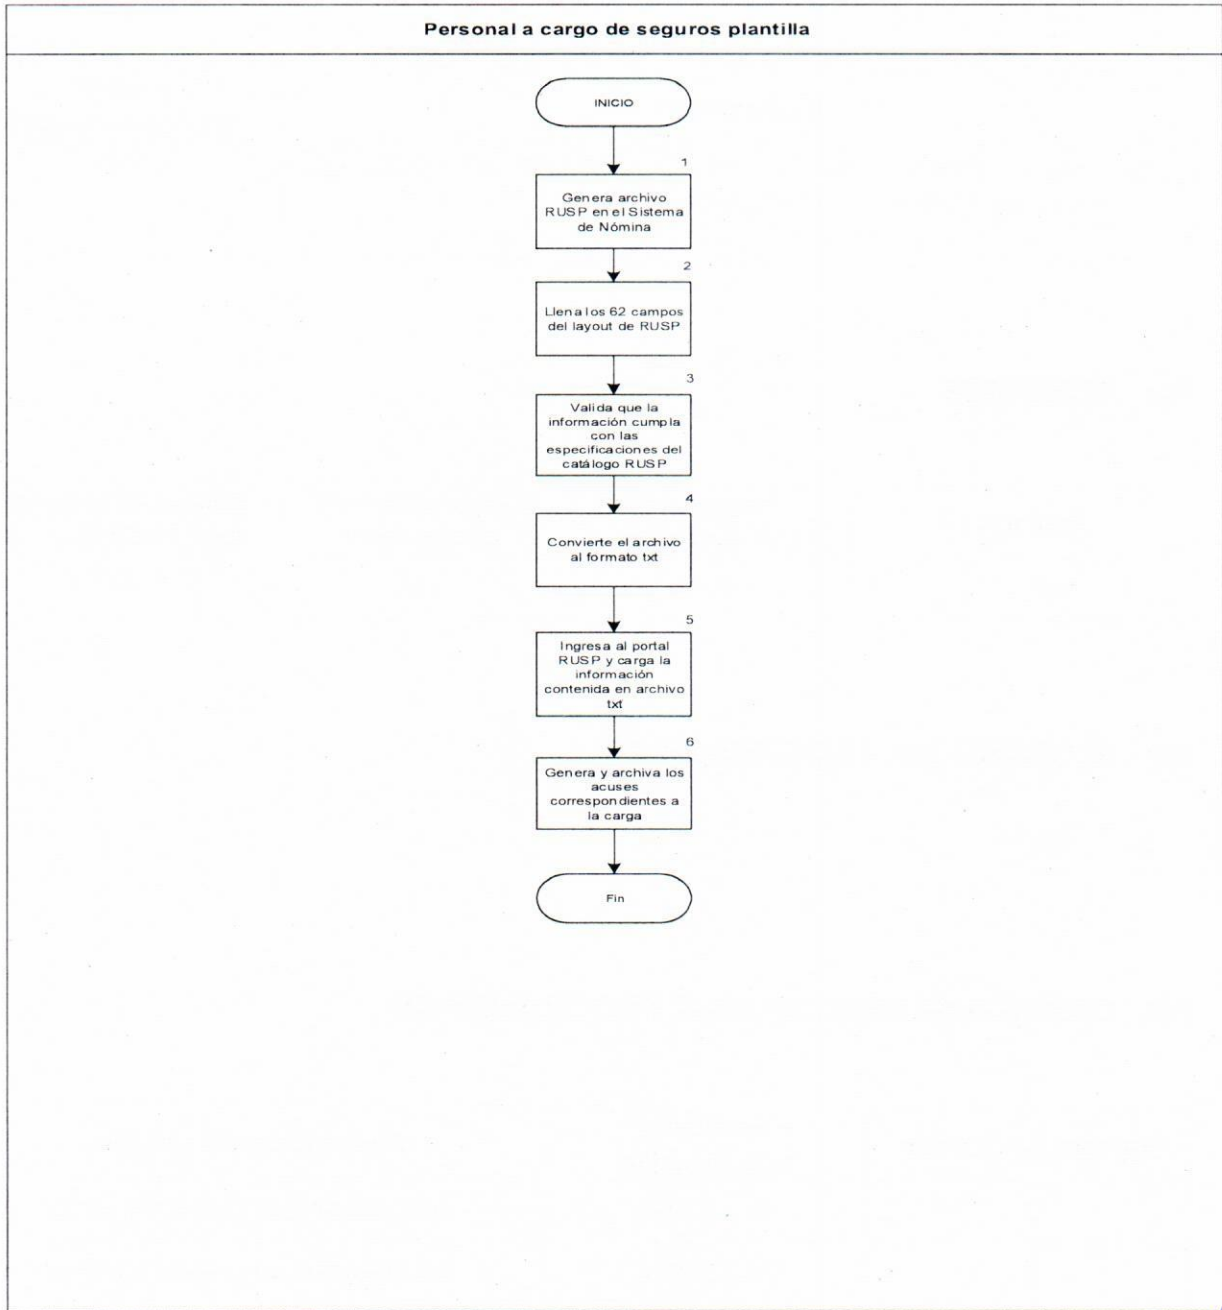 Personal a cargo de seguros plantilla
INICIO
1
Genera archivo
RUSP en el Sistema
de Nómina
2
Llena los 62 campos
del layout de RUSP
3
Valida que la
información cumpla
con las
especificaciones del
catálogo RUSP
4
Convierte el archivo
al formato txt
5
Ingresa al portal
RUSP y carga la
información
contenida en archivo
txt
6
Genera y archiva los
acuses
correspondientes a
la carga
Fin